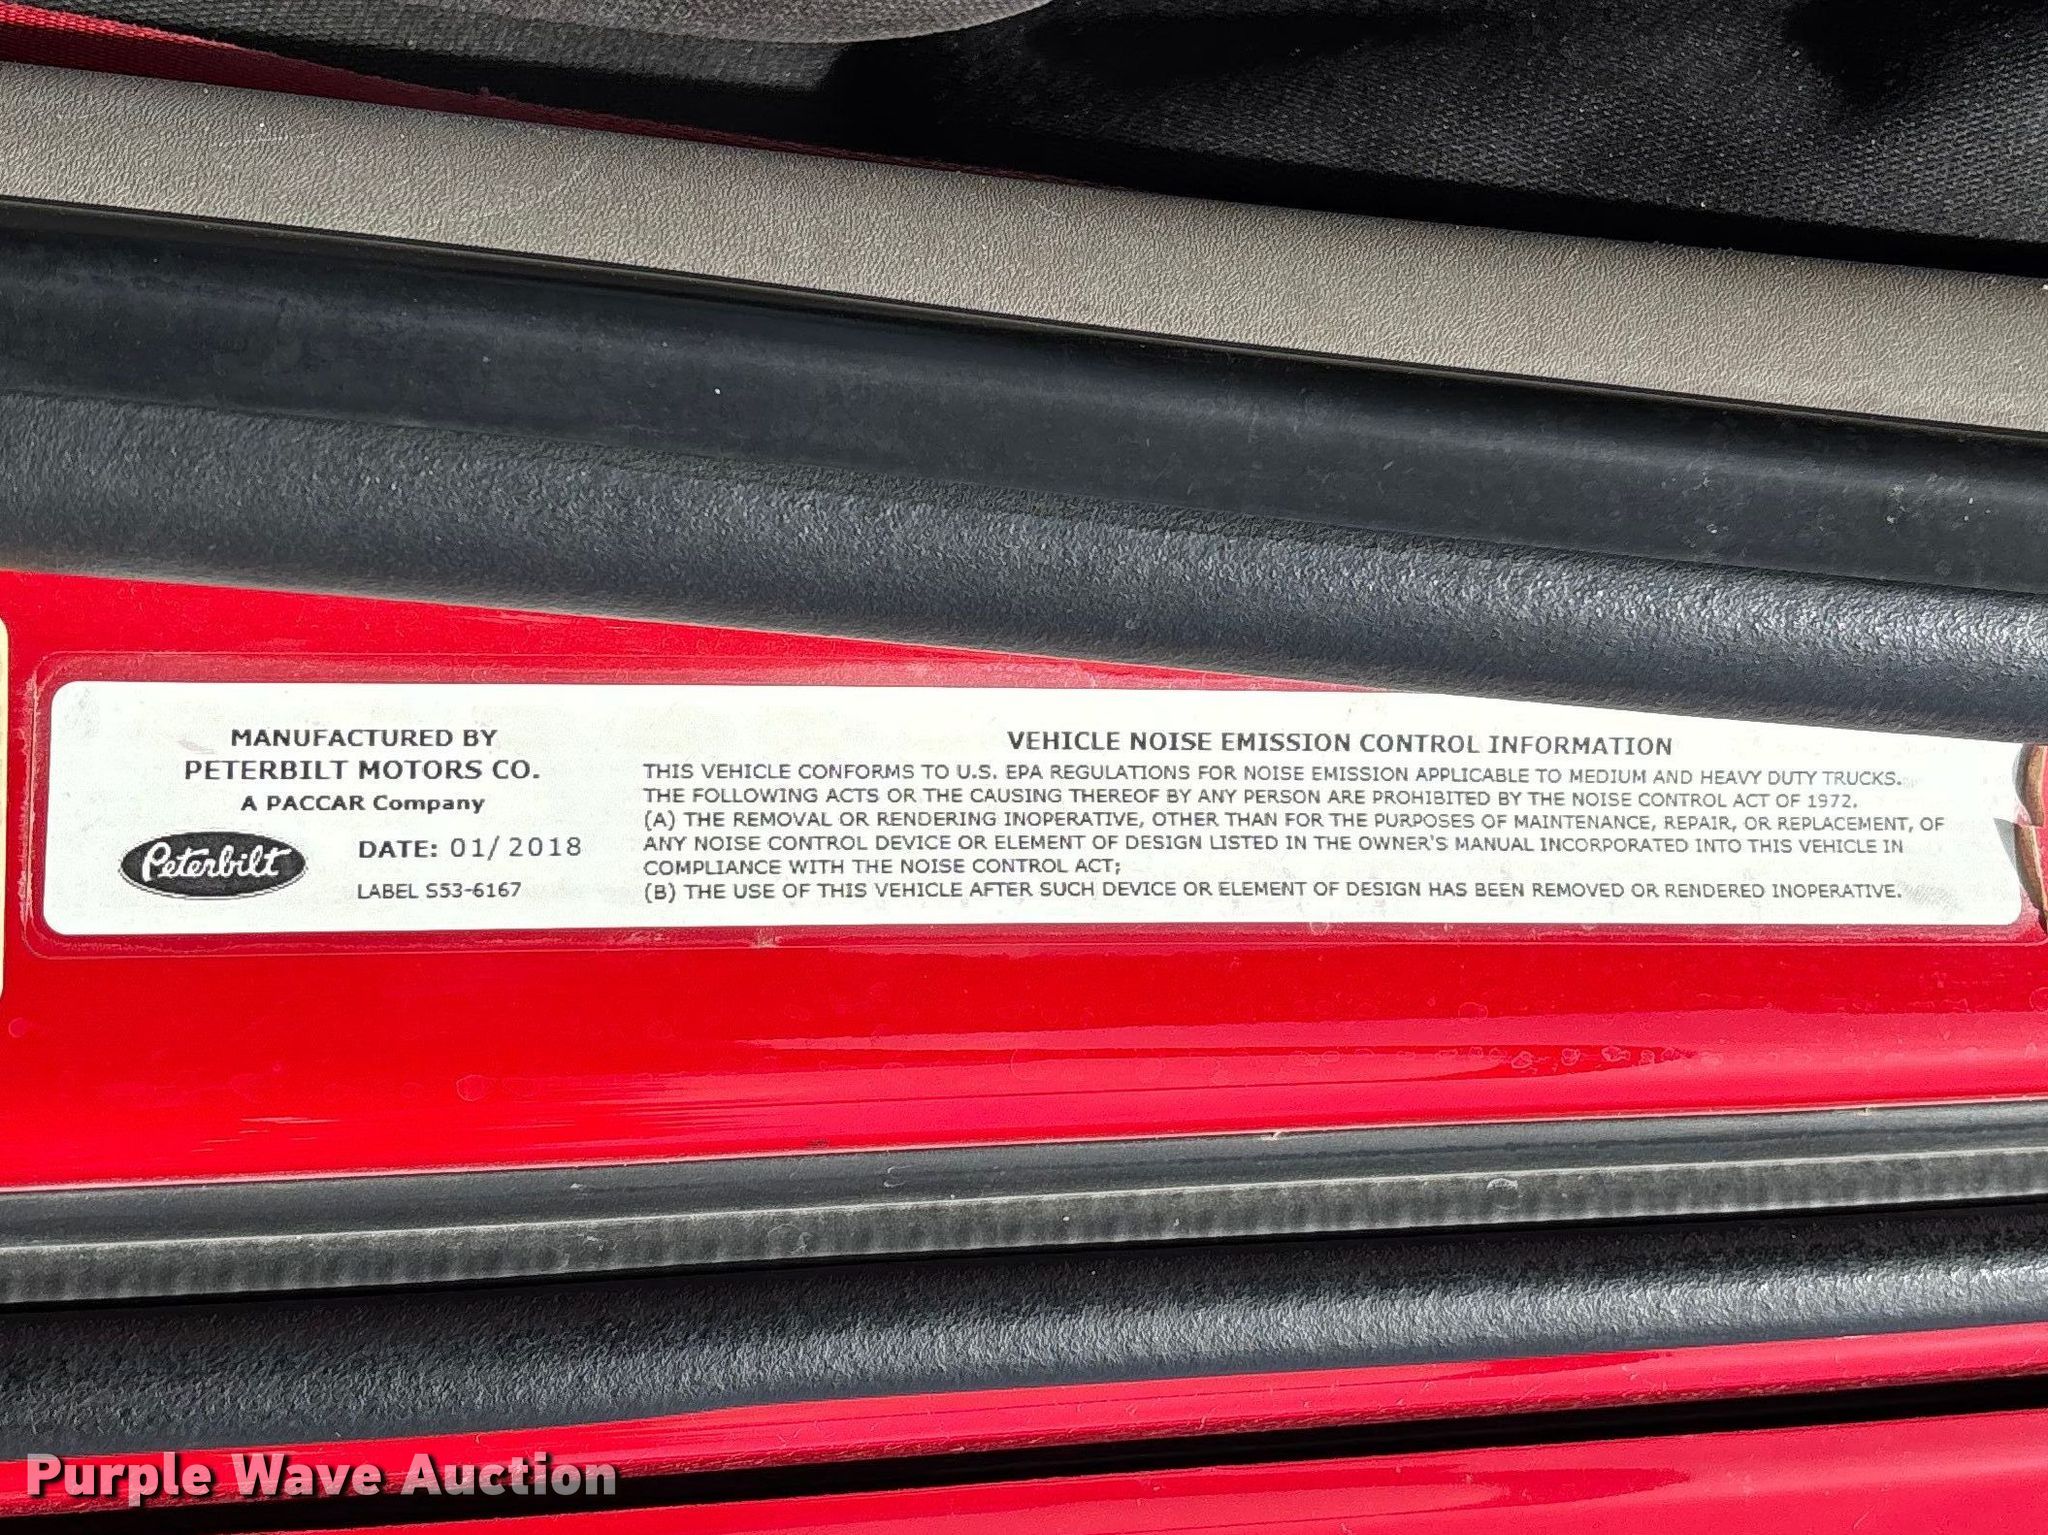 MANUFACTURED BY
PETERBILT MOTORS CO.
A PACCAR Company
Peterbilt
DATE: 01/ 2018
LABEL S53-6167
VEHICLE NOISE EMISSION CONTROL INFORMATION
THIS VEHICLE CONFORMS TO U.S. EPA REGULATIONS FOR NOISE EMISSION APPLICABLE TO MEDIUM AND HEAVY DUTY TRUCKS.
THE FOLLOWING ACTS OR THE CAUSING THEREOF BY ANY PERSON ARE PROHIBITED BY THE NOISE CONTROL ACT OF 1972.
(A) THE REMOVAL OR RENDERING INOPERATIVE, OTHER THAN FOR THE PURPOSES OF MAINTENANCE, REPAIR, OR REPLACEMENT, OF
ANY NOISE CONTROL DEVICE OR ELEMENT OF DESIGN LISTED IN THE OWNER'S MANUAL INCORPORATED INTO THIS VEHICLE IN
COMPLIANCE WITH THE NOISE CONTROL ACT;
(B) THE USE OF THIS VEHICLE AFTER SUCH DEVICE OR ELEMENT OF DESIGN HAS BEEN REMOVED OR RENDERED INOPERATIVE.
Purple Wave Auction